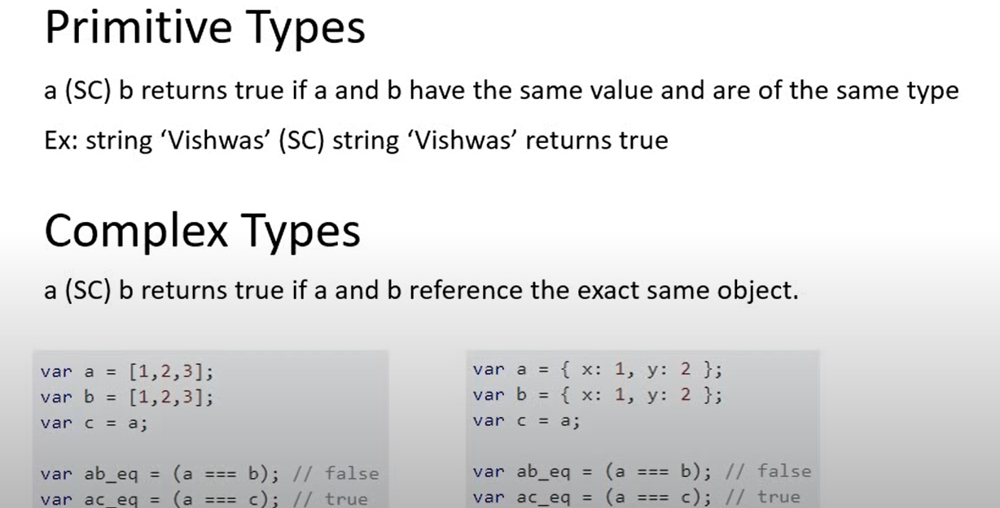 Primitive Types
a (SC) b returns true if a and b have the same value and are of the same type
Ex: string ‘Vishwas’ (SC) string ‘Vishwas’ returns true
Complex Types
a (SC) b returns true if a and b reference the exact same object.
var a = [1,2,3];
var b = [1,2,3];
var c = a;
var ab_eq = (a === b); // false
var ac_eq = (a === c); // true
var a = { x: 1, y: 2 };
var b = { x: 1, y: 2 };
var c = a;
var ab_eq = (a === b); // false
var ac_eq = (a === c); // true